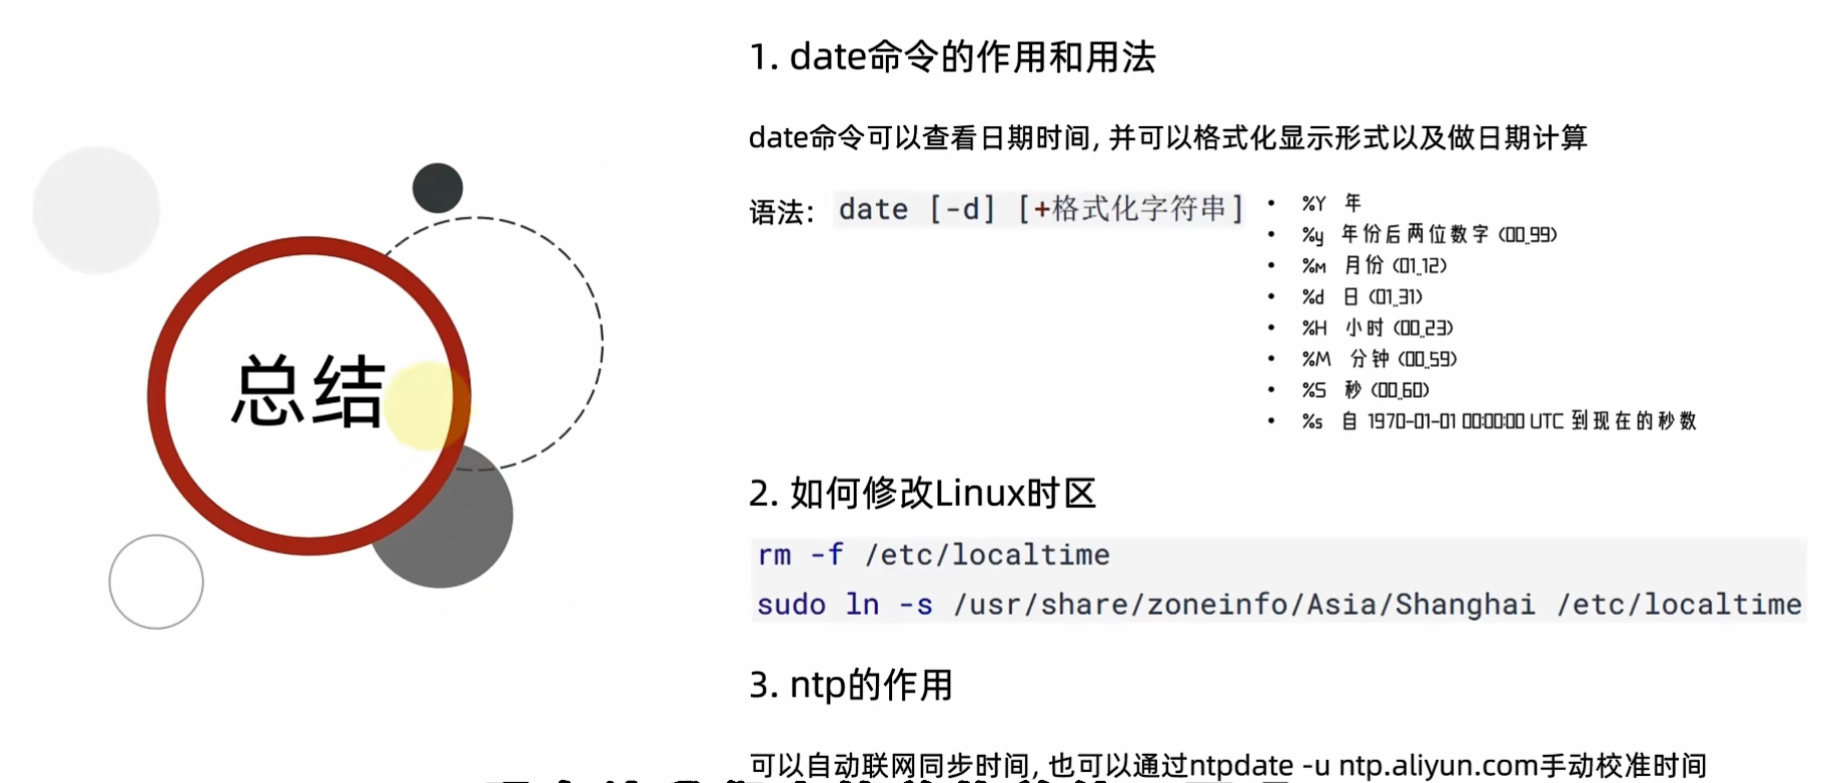 总结
1. date命令的作用和用法
date命令可以查看日期时间, 并可以格式化显示形式以及做日期计算
语法: date [-d] [+格式化字符串]
• %Y 年
• %y 年份后两位数字 (00..99)
• %m 月份 (01..12)
• %d 日 (01..31)
• %H 小时 (00..23)
• %M 分钟 (00..59)
• %S 秒 (00..60)
• %s 自 1970-01-01 00:00:00 UTC 到现在的秒数
2. 如何修改Linux时区
rm -f /etc/localtime
sudo ln -s /usr/share/zoneinfo/Asia/Shanghai /etc/localtime
3. ntp的作用
可以自动联网同步时间, 也可以通过ntpdate -u ntp.aliyun.com手动校准时间